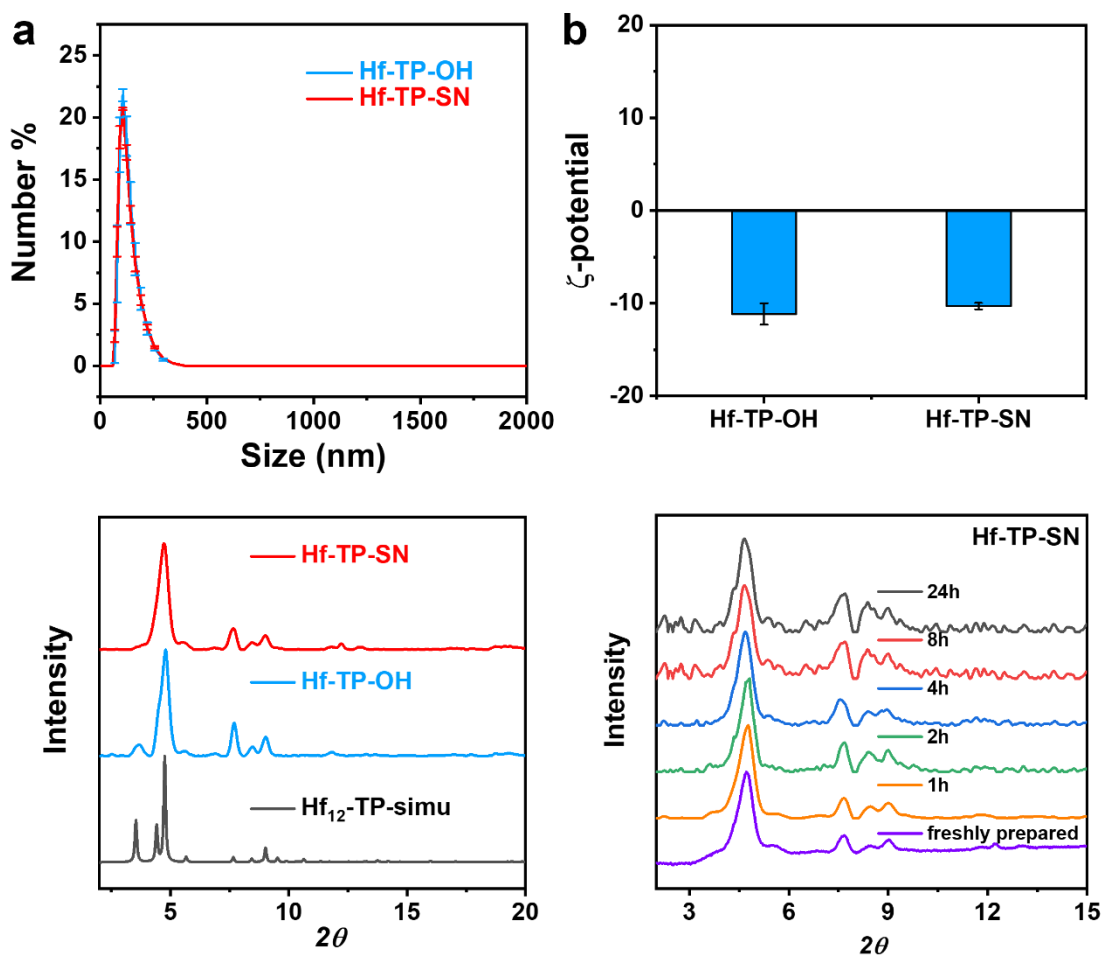 a
25
20
15
10
5
0
Number %
Hf-TP-OH
Hf-TP-SN
0 500 1000 1500 2000
Size (nm)
b
20
10
0
-10
-20
ζ-potential
Hf-TP-OH Hf-TP-SN
Intensity
Hf-TP-SN
Hf-TP-OH
Hf12-TP-simu
5 10 15 20
2θ
Intensity
Hf-TP-SN
24h
8h
4h
2h
1h
freshly prepared
3 6 9 12 15
2θ